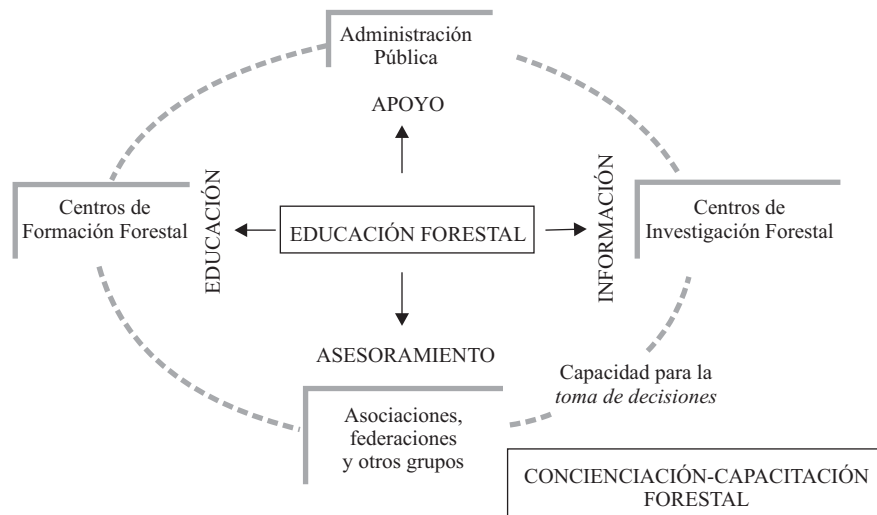 Administración
Pública
APOYO
EDUCACIÓN
INFORMACIÓN
Centros de
Formación Forestal
EDUCACIÓN FORESTAL
Centros de
Investigación Forestal
ASESORAMIENTO
Capacidad para la
toma de decisiones
Asociaciones,
federaciones
y otros grupos
CONCIENCIACIÓN-CAPACITACIÓN
FORESTAL